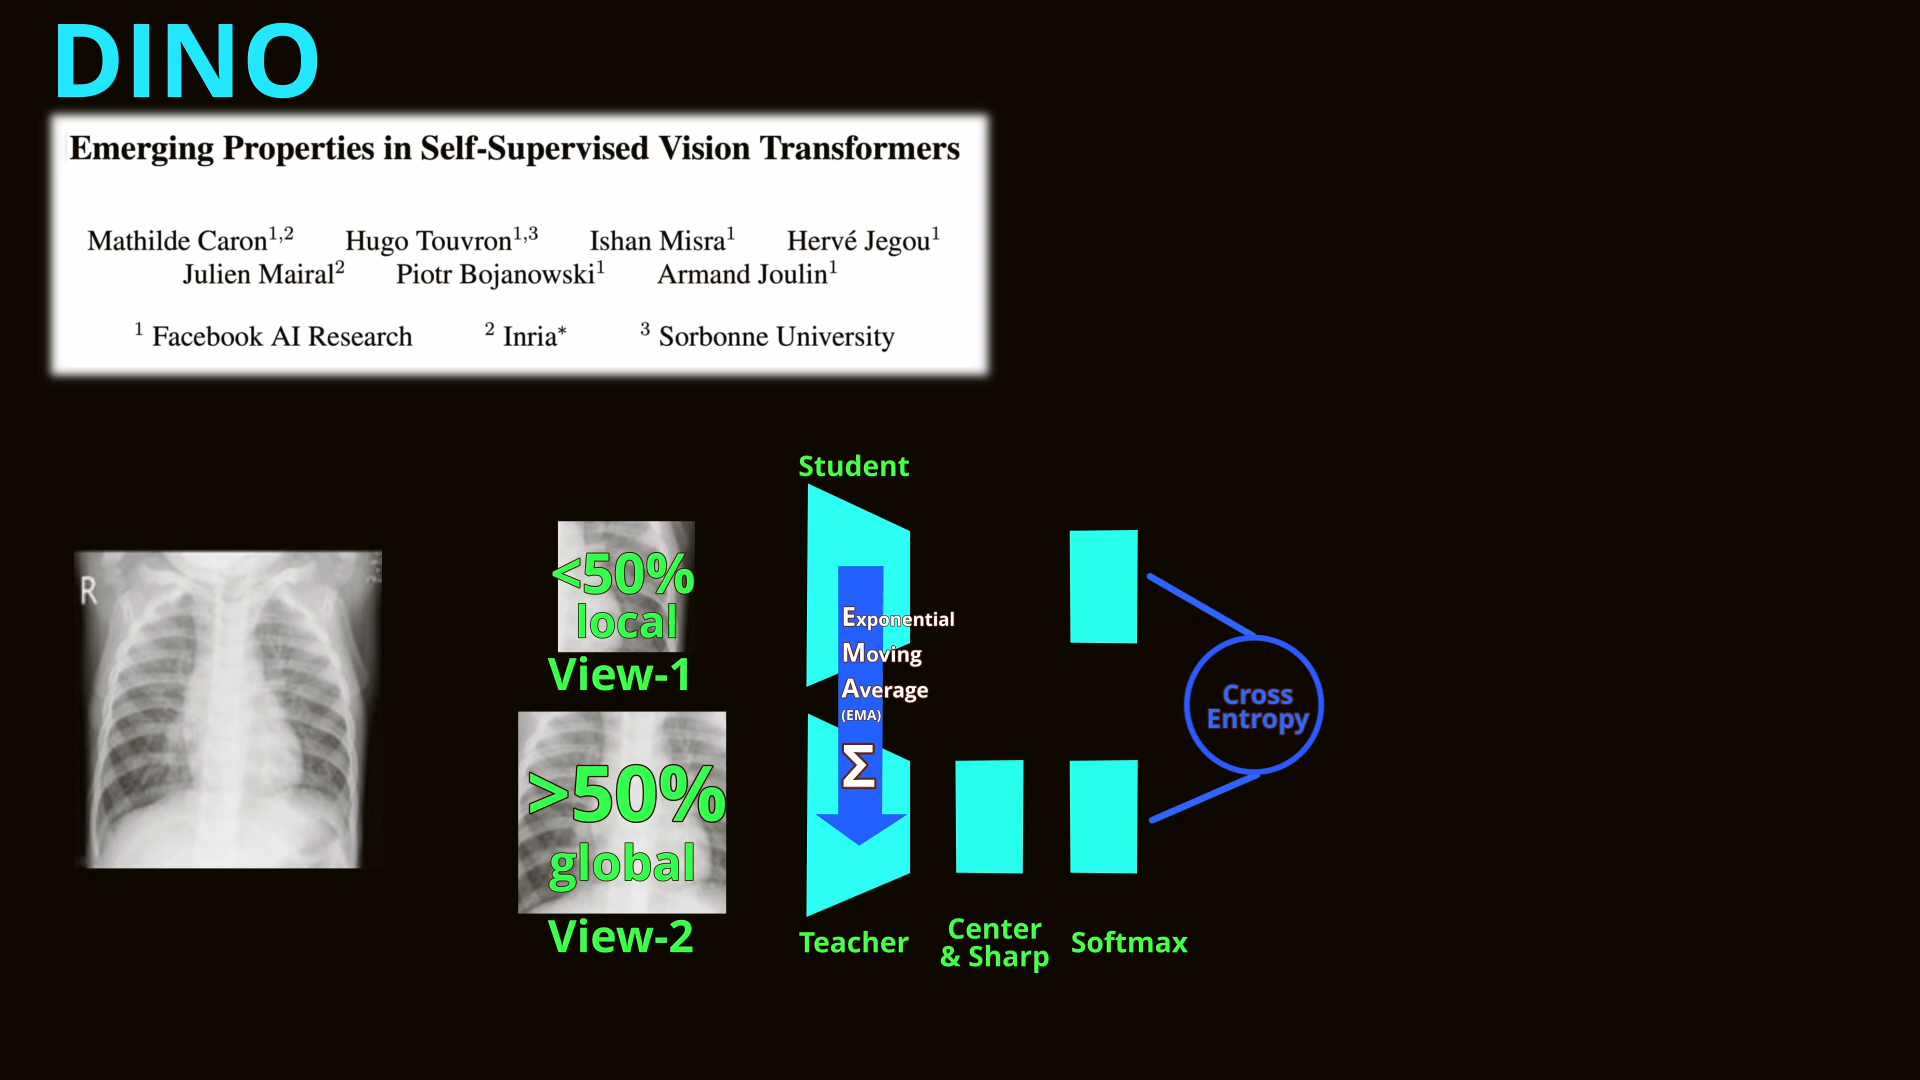 DINO
Emerging Properties in Self-Supervised Vision Transformers
Mathilde Caron1,2 Hugo Touvron1,3 Ishan Misra1 Hervé Jegou1
Julien Mairal2 Piotr Bojanowski1 Armand Joulin1
1 Facebook AI Research 2 Inria* 3 Sorbonne University
R
<50%
local
View-1
>50%
global
View-2
Student
Exponential
Moving
Average
(EMA)
Σ
Teacher
Center
& Sharp
Softmax
Cross
Entropy